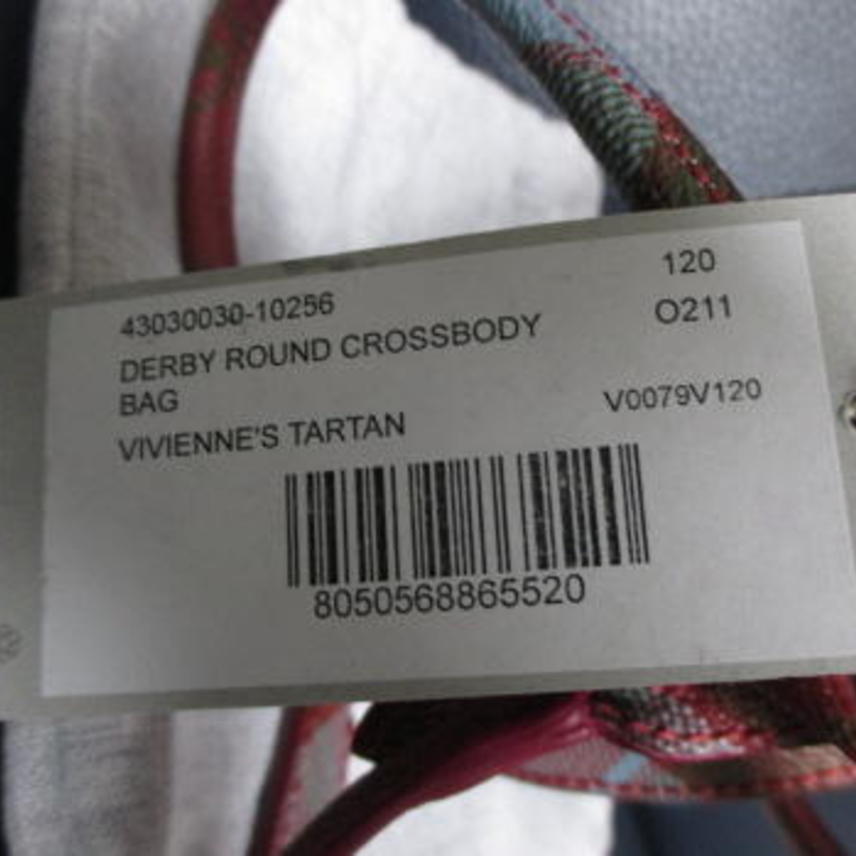 43030030-10256 120
DERBY ROUND CROSSBODY O211
BAG V0079V120
VIVIENNE'S TARTAN
8050568865520